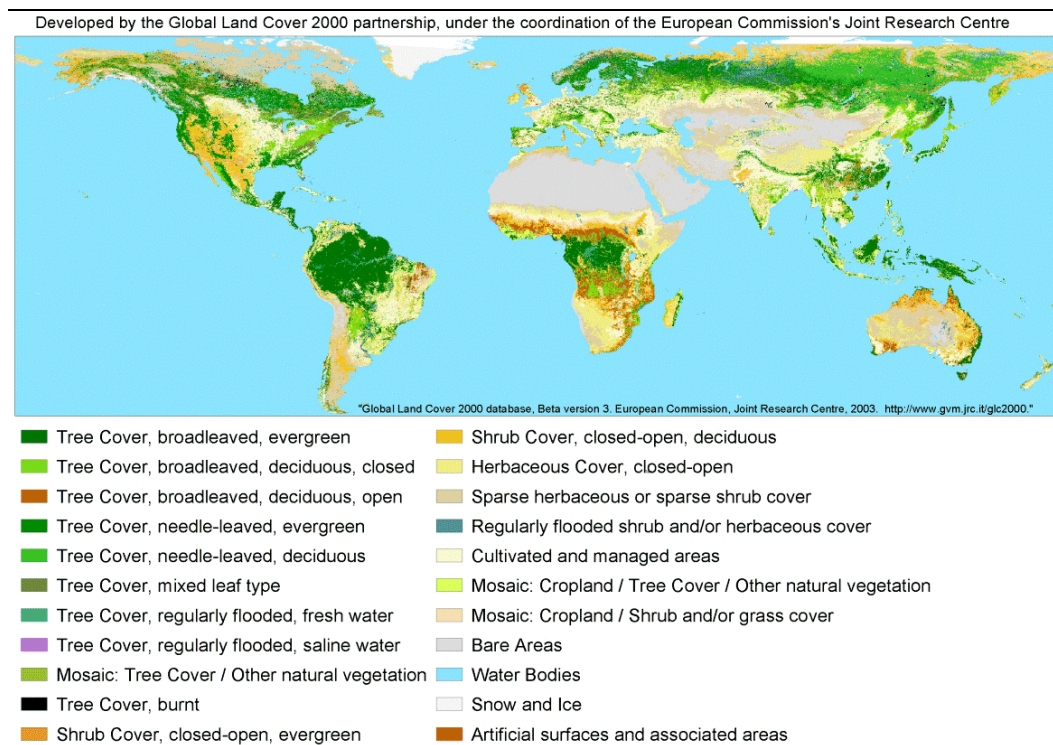 Developed by the Global Land Cover 2000 partnership, under the coordination of the European Commission's Joint Research Centre
"Global Land Cover 2000 database, Beta version 3. European Commission, Joint Research Centre, 2003. http://www.gvm.jrc.it/glc2000."
Tree Cover, broadleaved, evergreen
Tree Cover, broadleaved, deciduous, closed
Tree Cover, broadleaved, deciduous, open
Tree Cover, needle-leaved, evergreen
Tree Cover, needle-leaved, deciduous
Tree Cover, mixed leaf type
Tree Cover, regularly flooded, fresh water
Tree Cover, regularly flooded, saline water
Mosaic: Tree Cover / Other natural vegetation
Tree Cover, burnt
Shrub Cover, closed-open, evergreen
Shrub Cover, closed-open, deciduous
Herbaceous Cover, closed-open
Sparse herbaceous or sparse shrub cover
Regularly flooded shrub and/or herbaceous cover
Cultivated and managed areas
Mosaic: Cropland / Tree Cover / Other natural vegetation
Mosaic: Cropland / Shrub and/or grass cover
Bare Areas
Water Bodies
Snow and Ice
Artificial surfaces and associated areas